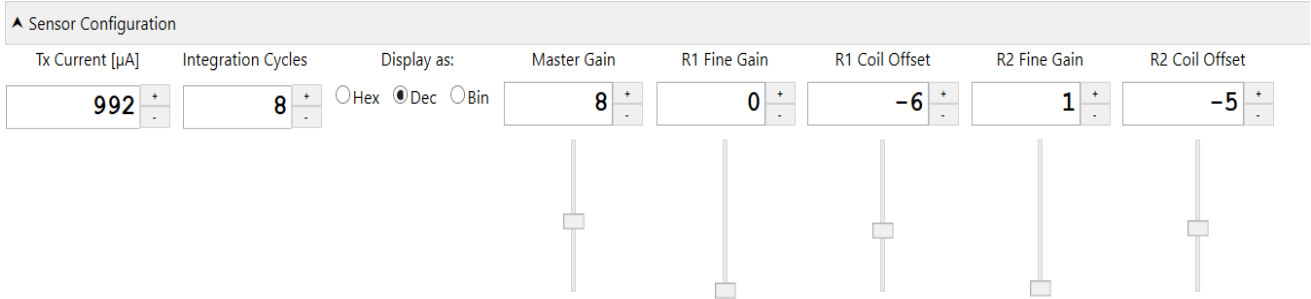 Sensor Configuration
Tx Current [µA] Integration Cycles Display as: Master Gain R1 Fine Gain R1 Coil Offset R2 Fine Gain R2 Coil Offset
992 + - 8 + - Hex Dec Bin 8 + - 0 + - -6 + - 1 + - -5 + -